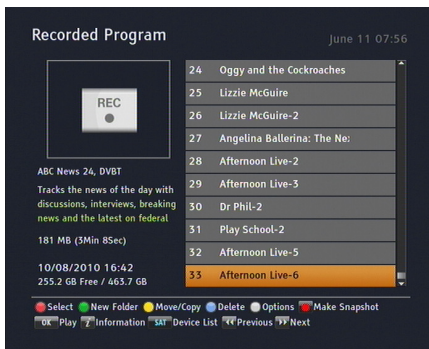 Recorded Program
June 11 07:56
REC
ABC News 24, DVBT
Tracks the news of the day with
discussions, interviews, breaking
news and the latest on federal
181 MB (3Min 8Sec)
10/08/2010 16:42
255.2 GB Free / 463.7 GB
24 Oggy and the Cockroaches
25 Lizzie McGuire
26 Lizzie McGuire-2
27 Angelina Ballerina: The Ne:
28 Afternoon Live-2
29 Afternoon Live-3
30 Dr Phil-2
31 Play School-2
32 Afternoon Live-5
33 Afternoon Live-6
Select New Folder Move/Copy Delete Options Make Snapshot
OK Play i Information SAT Device List Previous Next